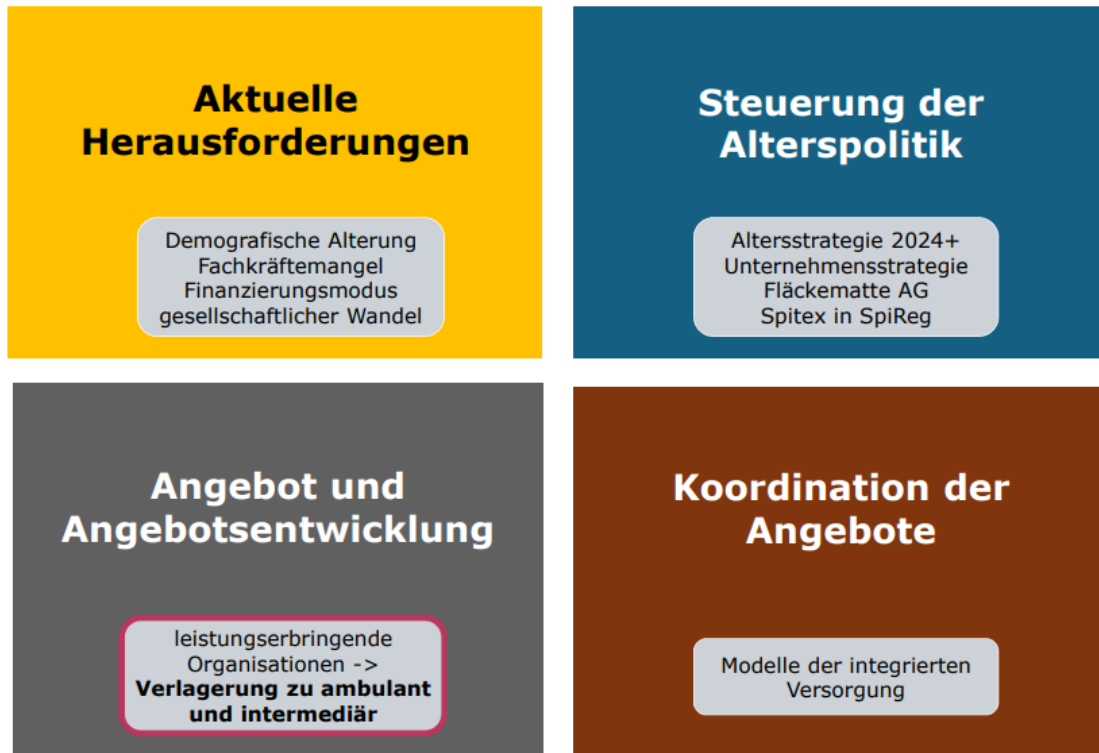 Aktuelle
Herausforderungen
Demografische Alterung
Fachkräftemangel
Finanzierungsmodus
gesellschaftlicher Wandel
Steuerung der
Alterspolitik
Altersstrategie 2024+
Unternehmensstrategie
Fläckematte AG
Spitex in SpiReg
Angebot und
Angebotsentwicklung
leistungserbringende
Organisationen ->
Verlagerung zu ambulant
und intermediär
Koordination der
Angebote
Modelle der integrierten
Versorgung